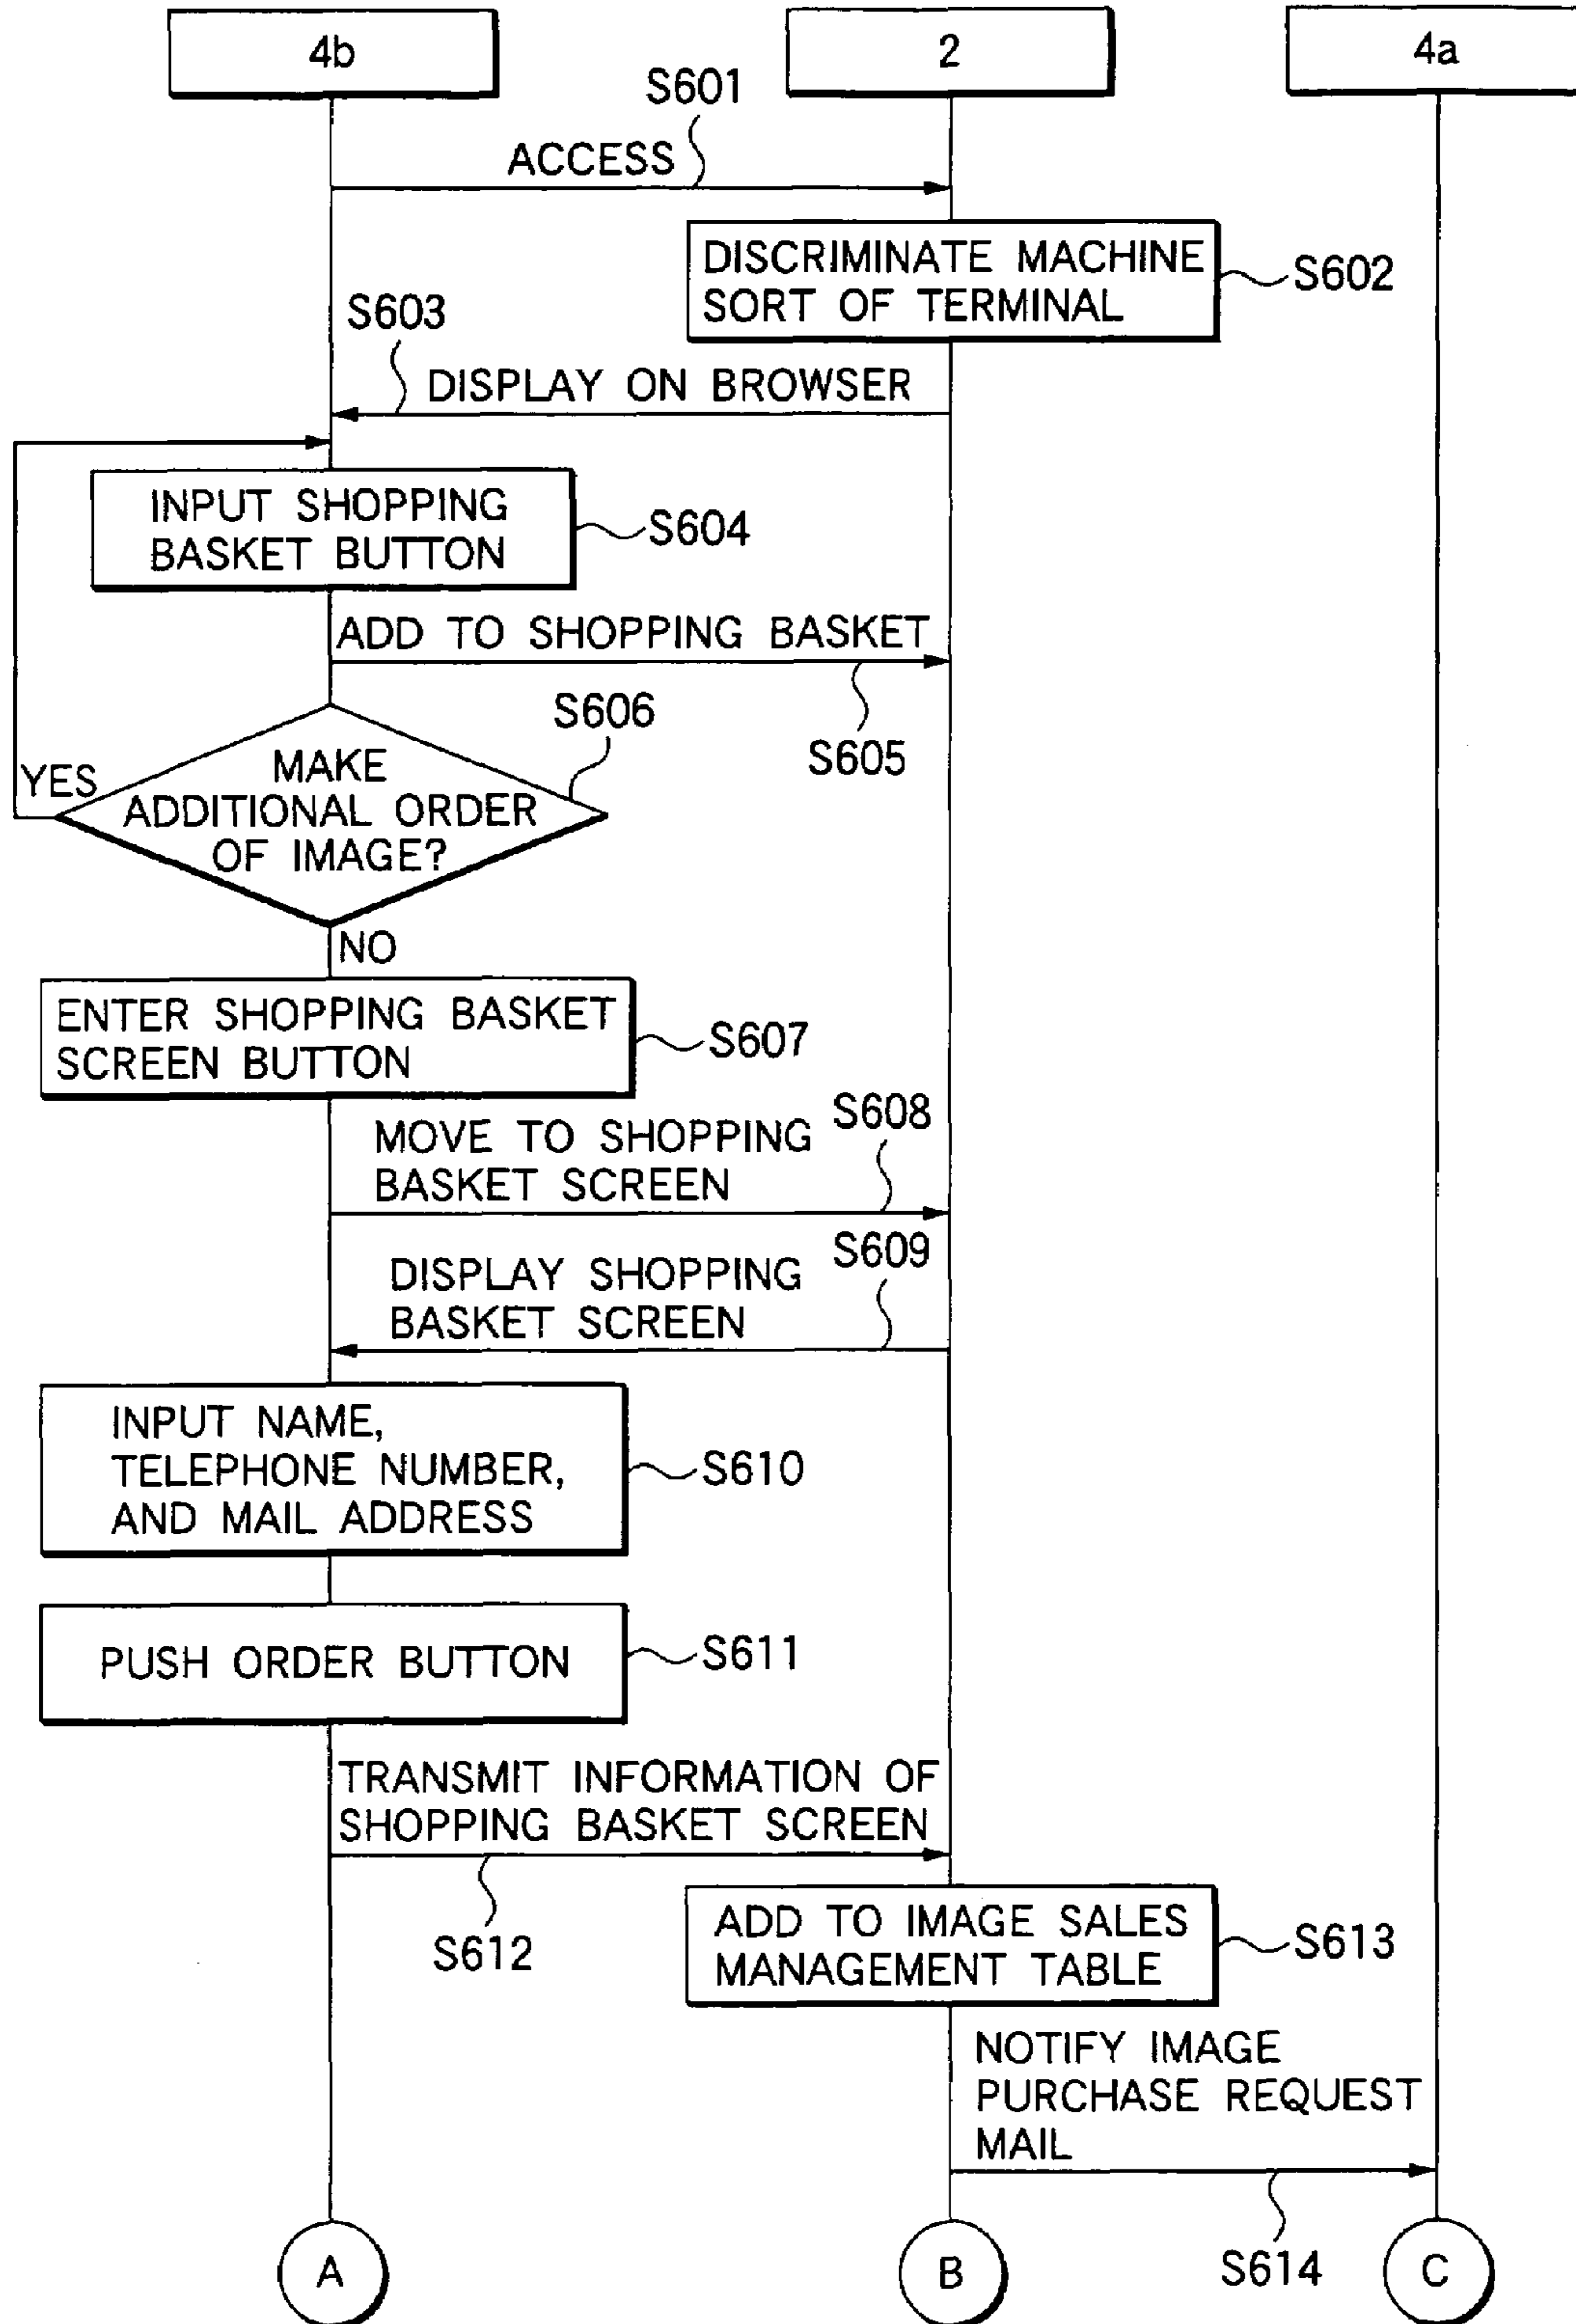 4b
2
4a
S601
ACCESS
DISCRIMINATE MACHINE
SORT OF TERMINAL
S602
S603
DISPLAY ON BROWSER
INPUT SHOPPING
BASKET BUTTON
S604
ADD TO SHOPPING BASKET
S605
S606
YES
MAKE
ADDITIONAL ORDER
OF IMAGE?
NO
ENTER SHOPPING BASKET
SCREEN BUTTON
S607
MOVE TO SHOPPING
BASKET SCREEN
S608
DISPLAY SHOPPING
BASKET SCREEN
S609
INPUT NAME,
TELEPHONE NUMBER,
AND MAIL ADDRESS
S610
PUSH ORDER BUTTON
S611
TRANSMIT INFORMATION OF
SHOPPING BASKET SCREEN
S612
ADD TO IMAGE SALES
MANAGEMENT TABLE
S613
NOTIFY IMAGE
PURCHASE REQUEST
MAIL
S614
A
B
C